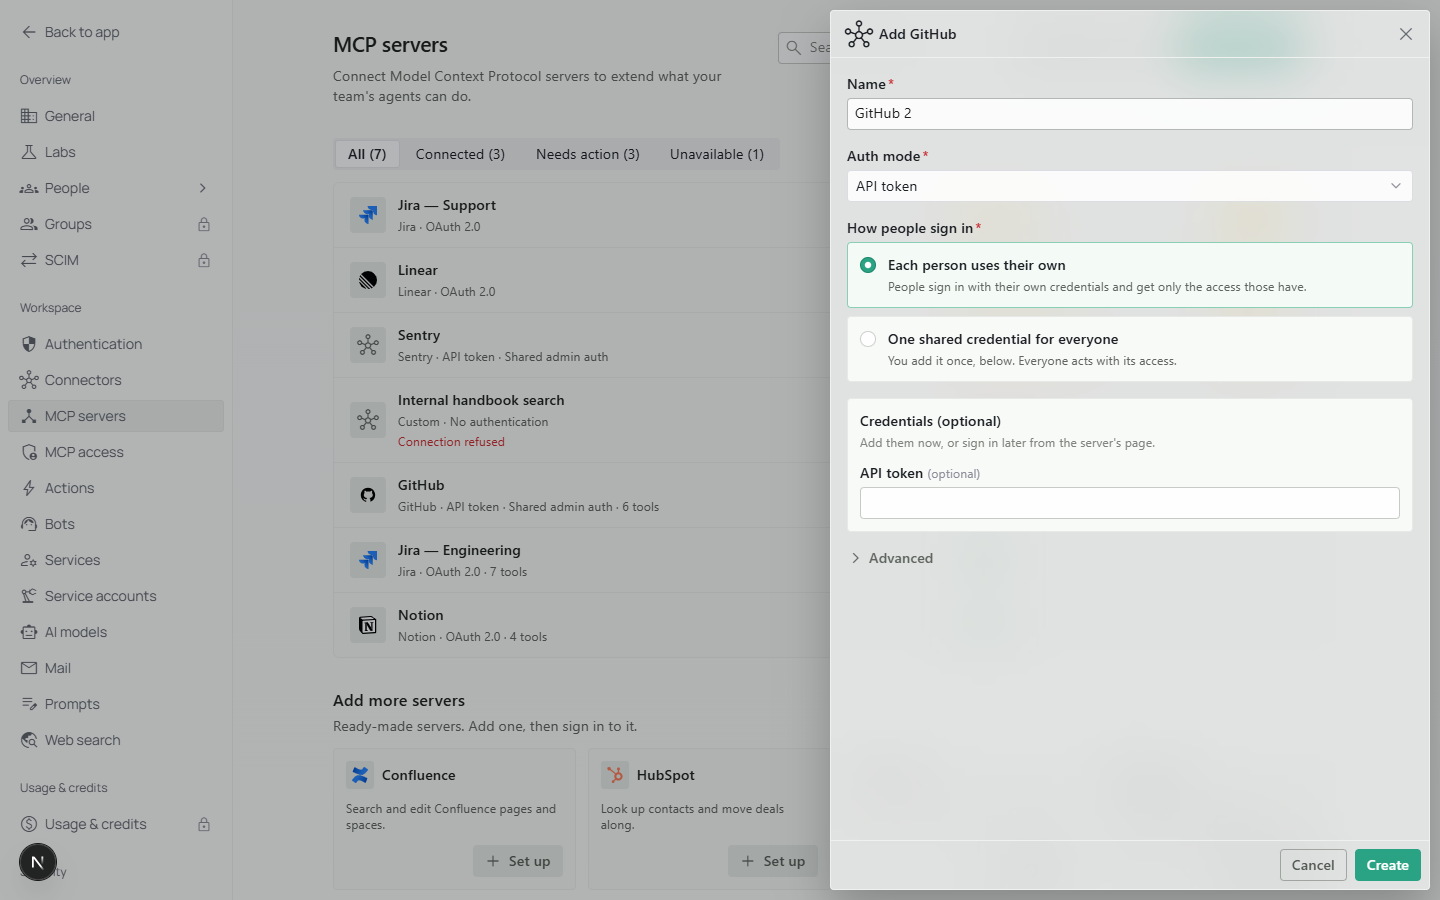 Back to app
Overview
General
Labs
People
Groups
SCIM
Workspace
Authentication
Connectors
MCP servers
MCP access
Actions
Bots
Services
Service accounts
AI models
Mail
Prompts
Web search
Usage & credits
Usage & credits
N
MCP servers
Connect Model Context Protocol servers to extend what your
team's agents can do.
All (7)
Connected (3)
Needs action (3)
Unavailable (1)
Jira — Support
Jira · OAuth 2.0
Linear
Linear · OAuth 2.0
Sentry
Sentry · API token · Shared admin auth
Internal handbook search
Custom · No authentication
Connection refused
GitHub
GitHub · API token · Shared admin auth · 6 tools
Jira — Engineering
Jira · OAuth 2.0 · 7 tools
Notion
Notion · OAuth 2.0 · 4 tools
Add more servers
Ready-made servers. Add one, then sign in to it.
Confluence
Search and edit Confluence pages and
spaces.
Set up
HubSpot
Look up contacts and move deals
along.
Set up
Add GitHub
Name *
GitHub 2
Auth mode *
API token
How people sign in *
Each person uses their own
People sign in with their own credentials and get only the access those have.
One shared credential for everyone
You add it once, below. Everyone acts with its access.
Credentials (optional)
Add them now, or sign in later from the server's page.
API token (optional)
Advanced
Cancel
Create